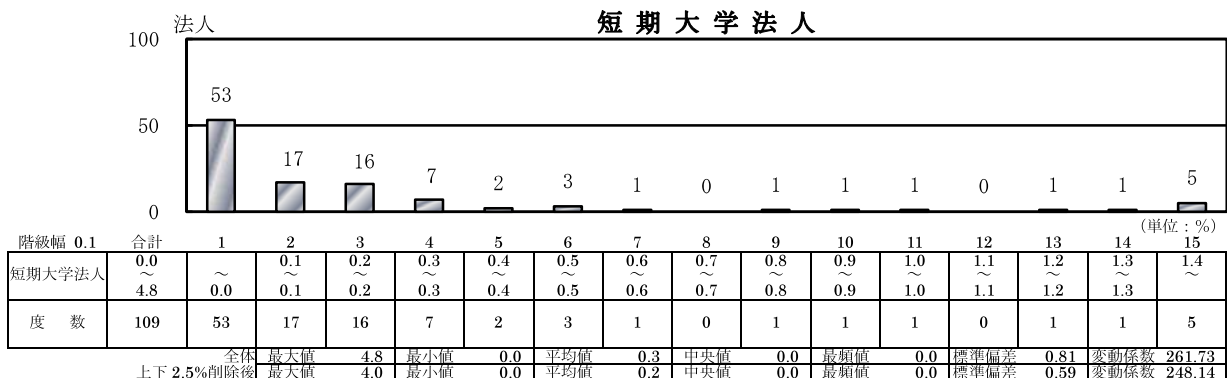 短期大学法人
法人
100
50
0
53 17 16 7 2 3 1 0 1 1 1 0 1 1 5
(単位：%)
階級幅 0.1 合計 1 2 3 4 5 6 7 8 9 10 11 12 13 14 15
短期大学法人 0.0 ～ 4.8 ～ 0.0 0.1 ～ 0.1 0.2 ～ 0.2 0.3 ～ 0.3 0.4 ～ 0.4 0.5 ～ 0.5 0.6 ～ 0.6 0.7 ～ 0.7 0.8 ～ 0.8 0.9 ～ 0.9 1.0 ～ 1.0 1.1 ～ 1.1 1.2 ～ 1.2 1.3 ～ 1.3 1.4 ～
度数 109 53 17 16 7 2 3 1 0 1 1 1 0 1 1 5
全体 最大値 4.8 最小値 0.0 平均値 0.3 中央値 0.0 最頻値 0.0 標準偏差 0.81 変動係数 261.73
上下2.5%削除後 最大値 4.0 最小値 0.0 平均値 0.2 中央値 0.0 最頻値 0.0 標準偏差 0.59 変動係数 248.14